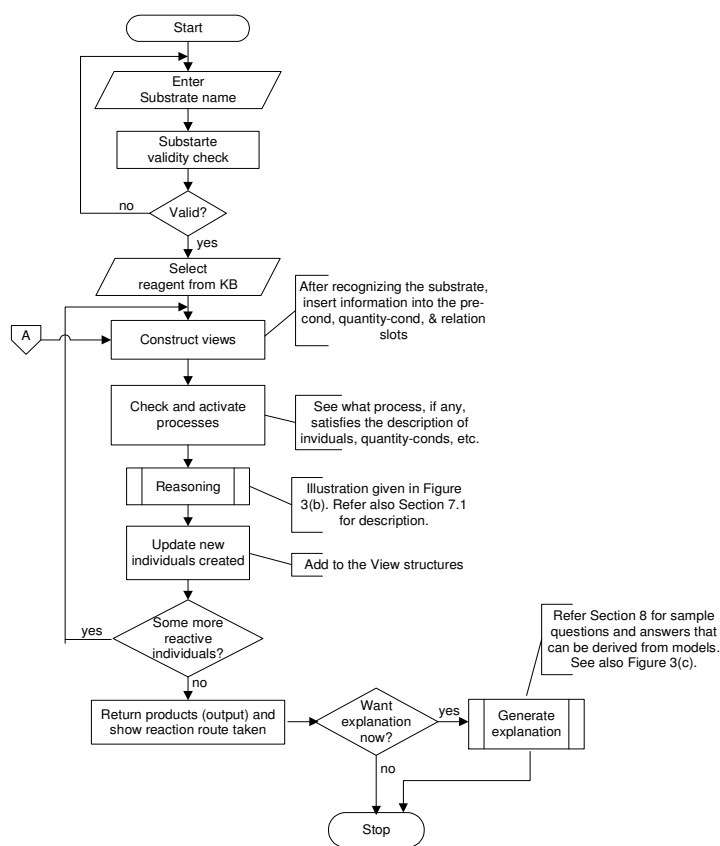 Start
Enter
Substrate name
Substarte
validity check
no
Valid?
yes
Select
reagent from KB
After recognizing the substrate,
insert information into the pre-
cond, quantity-cond, & relation
slots
A
Construct views
Check and activate
processes
See what process, if any,
satisfies the description of
inviduals, quantity-conds, etc.
Reasoning
Illustration given in Figure
3(b). Refer also Section 7.1
for description.
Update new
individuals created
Add to the View structures
yes
Some more
reactive
individuals?
no
Refer Section 8 for sample
questions and answers that
can be derived from models.
See also Figure 3(c).
Return products (output) and
show reaction route taken
Want
explanation
now?
yes
Generate
explanation
no
Stop